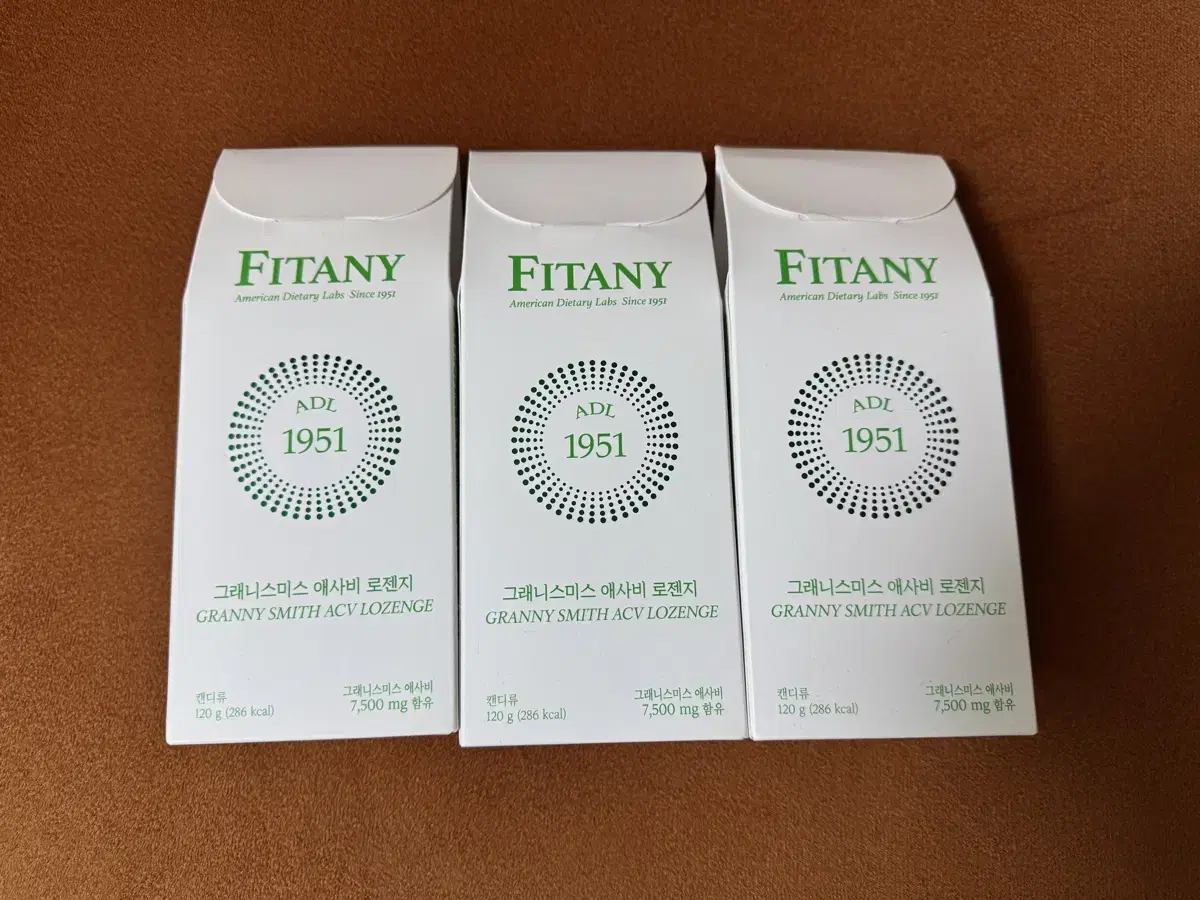 FITANY
American Dietary Labs Since 1951
ADL
1951
그래니스미스 애사비 로젠지
GRANNY SMITH ACV LOZENGE
캔디류
120 g (286 kcal)
그래니스미스 애사비
7,500 mg 함유
FITANY
American Dietary Labs Since 1951
ADL
1951
그래니스미스 애사비 로젠지
GRANNY SMITH ACV LOZENGE
캔디류
120 g (286 kcal)
그래니스미스 애사비
7,500 mg 함유
FITANY
American Dietary Labs Since 1951
ADL
1951
그래니스미스 애사비 로젠지
GRANNY SMITH ACV LOZENGE
캔디류
120 g (286 kcal)
그래니스미스 애사비
7,500 mg 함유